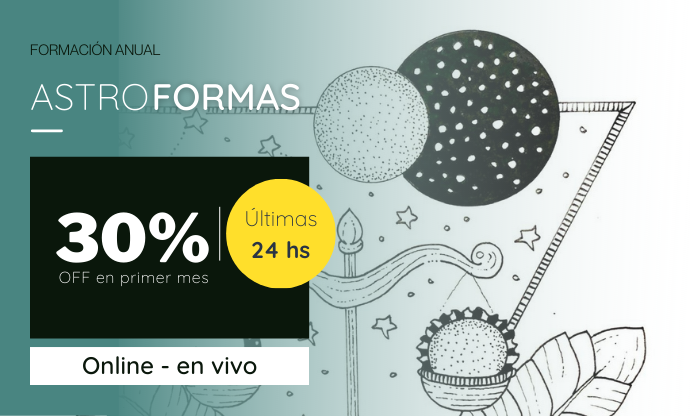 FORMACIÓN ANUAL
ASTROFORMAS
30%
OFF en primer mes
Últimas
24 hs
Online - en vivo